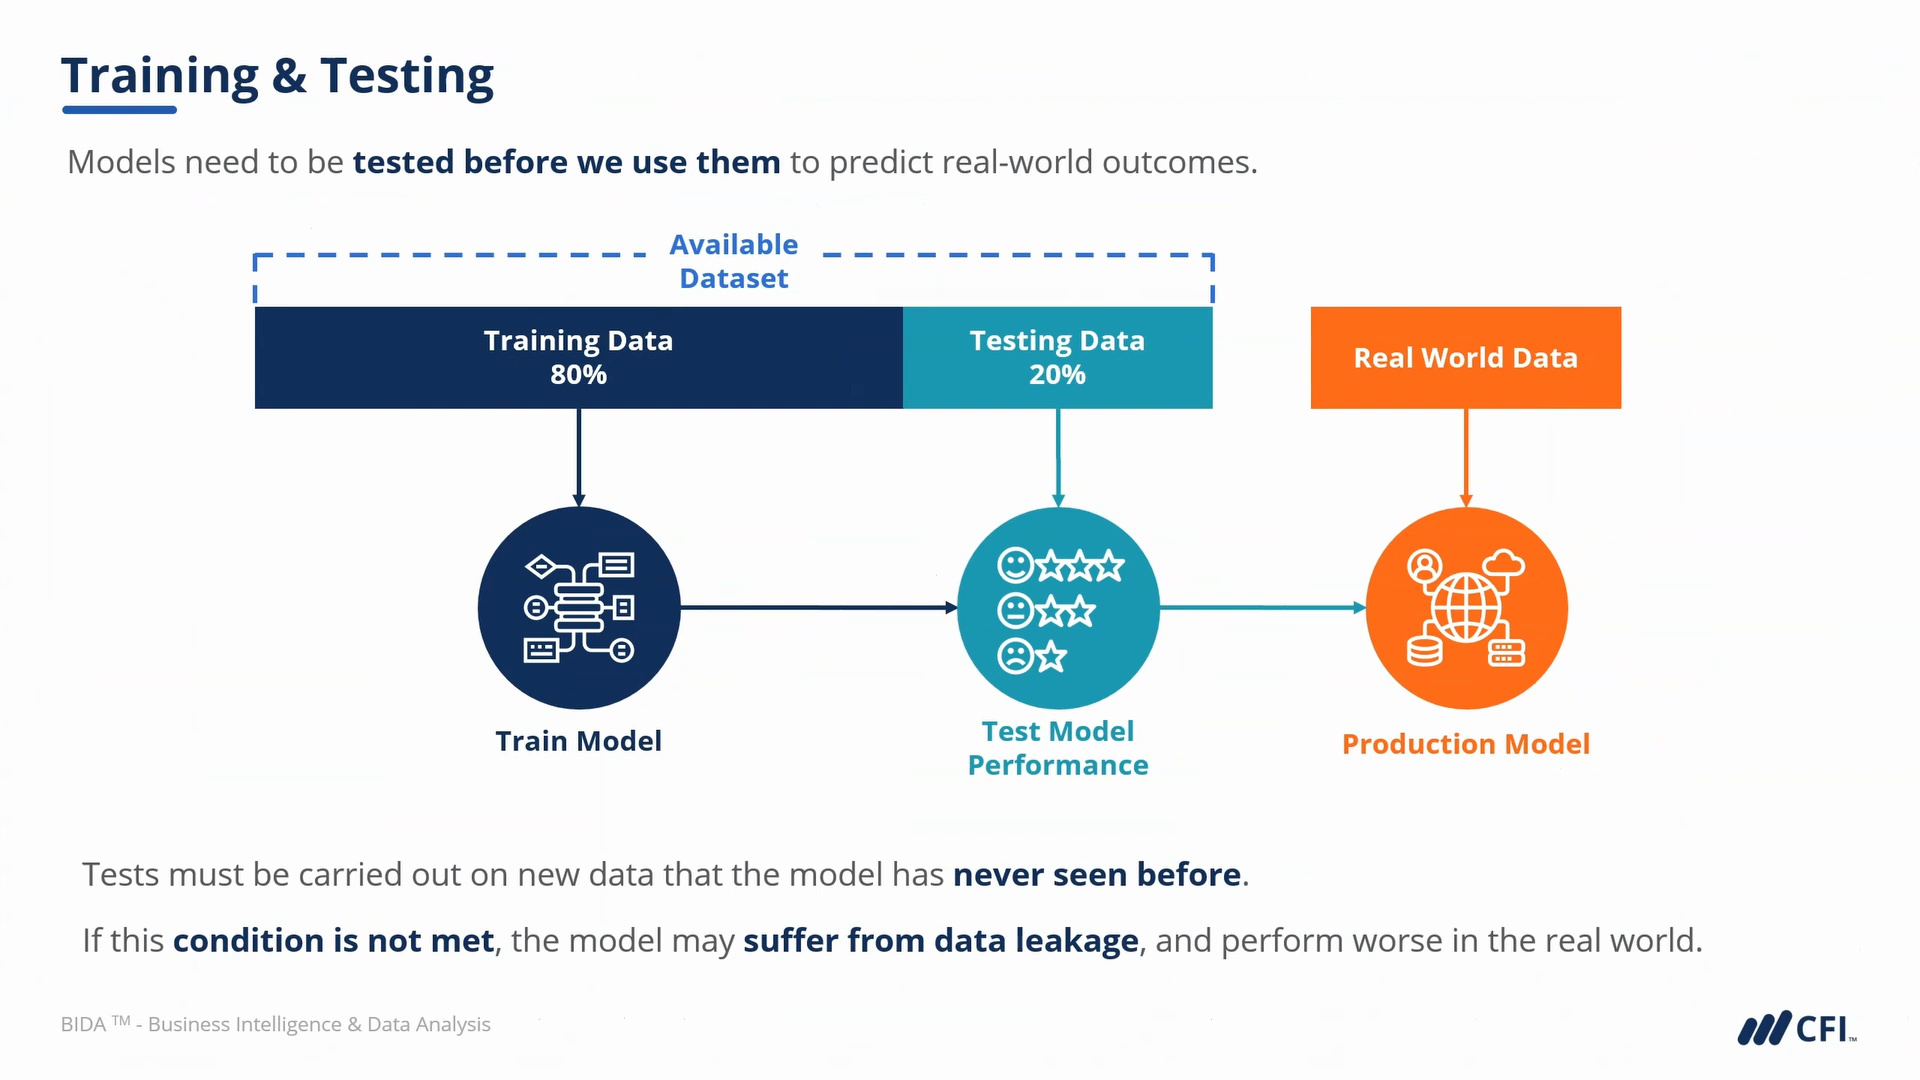 Training & Testing
Models need to be tested before we use them to predict real-world outcomes.
Available
Dataset
Training Data
80%
Testing Data
20%
Real World Data
Train Model
Test Model
Performance
Production Model
Tests must be carried out on new data that the model has never seen before.
If this condition is not met, the model may suffer from data leakage, and perform worse in the real world.
BIDA ™ - Business Intelligence & Data Analysis
CFI™